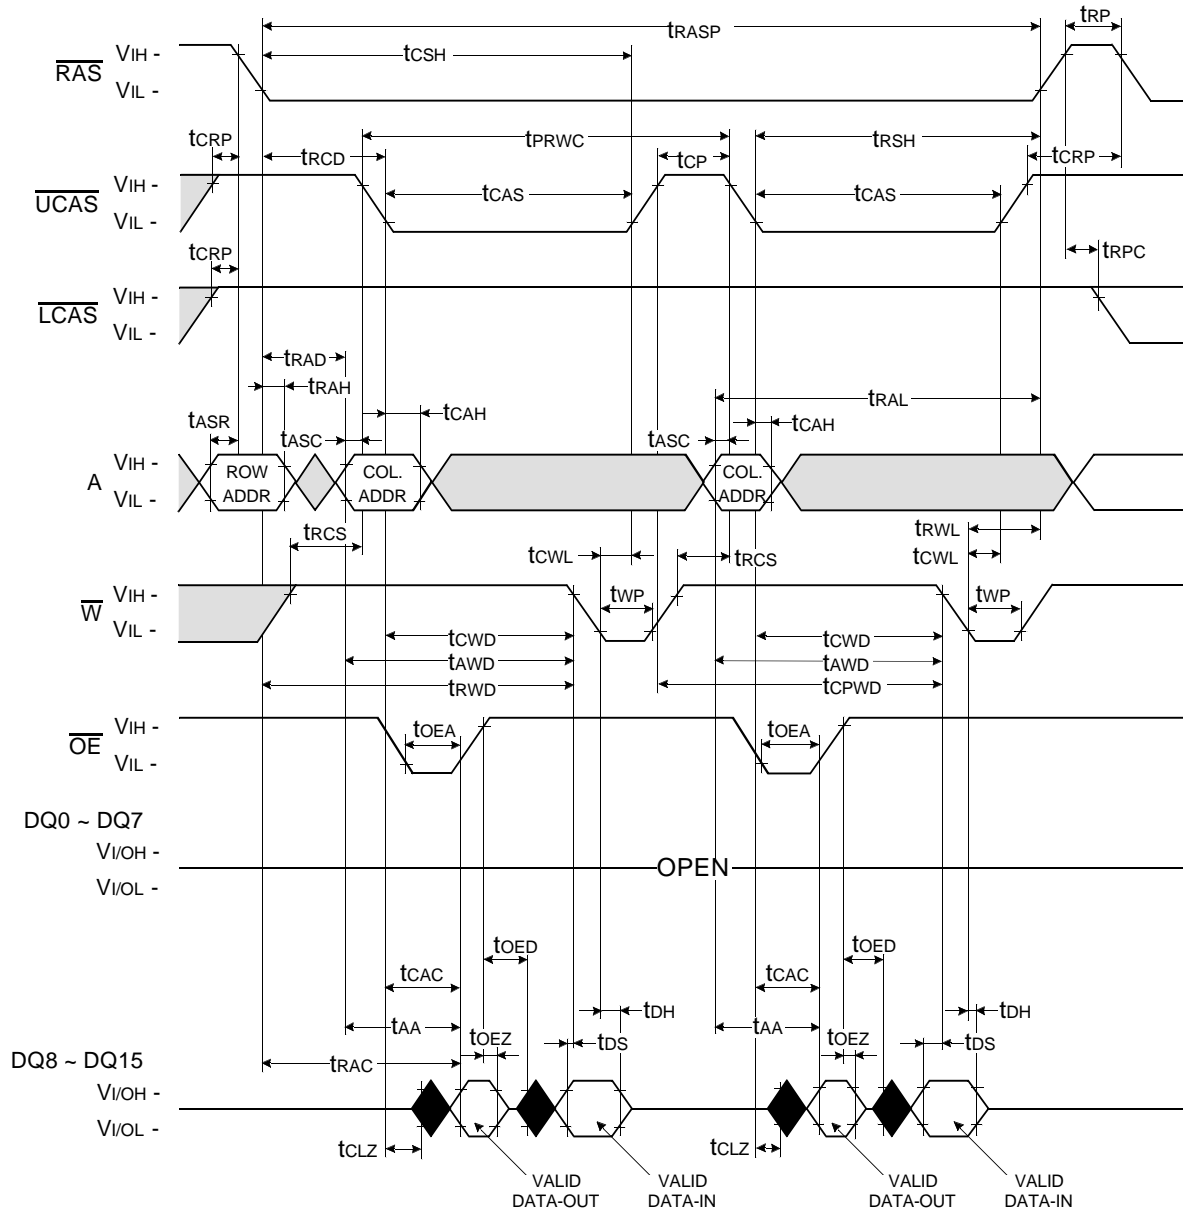 tRASP
tRP
tCSH
RAS
VIH -
VIL -
tCRP
tRCD
tPRWC
tCP
tRSH
tCRP
UCAS
VIH -
VIL -
tCAS
tCAS
tCRP
tRPC
LCAS
VIH -
VIL -
tRAD
tRAH
tRAL
tASR
tASC
tCAH
tASC
tCAH
A
VIH -
VIL -
ROW
ADDR
COL.
ADDR
COL.
ADDR
tRCS
tCWL
tRCS
tRWL
tCWL
W
VIH -
VIL -
tWP
tWP
tCWD
tCWD
tAWD
tAWD
tRWD
tCPWD
OE
VIH -
VIL -
tOEA
tOEA
DQ0 ~ DQ7
VI/OH -
VI/OL -
OPEN
tOED
tOED
tCAC
tCAC
tDH
tDH
tAA
tOEZ
tDS
tAA
tOEZ
tDS
tRAC
DQ8 ~ DQ15
VI/OH -
VI/OL -
tCLZ
tCLZ
VALID
DATA-OUT
VALID
DATA-IN
VALID
DATA-OUT
VALID
DATA-IN